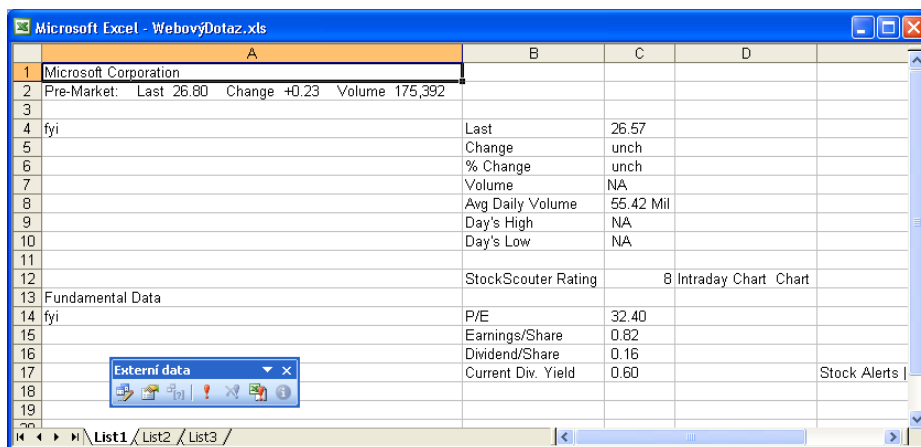 Microsoft Excel - WebovýDotaz.xls
A B C D
1 Microsoft Corporation
2 Pre-Market: Last 26.80 Change +0.23 Volume 175,392
3
4 fyi Last 26.57
5 Change unch
6 % Change unch
7 Volume NA
8 Avg Daily Volume 55.42 Mil
9 Day's High NA
10 Day's Low NA
11
12 StockScouter Rating 8 Intraday Chart Chart
13 Fundamental Data
14 fyi P/E 32.40
15 Earnings/Share 0.82
16 Dividend/Share 0.16
17 Current Div. Yield 0.60 Stock Alerts |
Externí data
18
19
List1 List2 List3